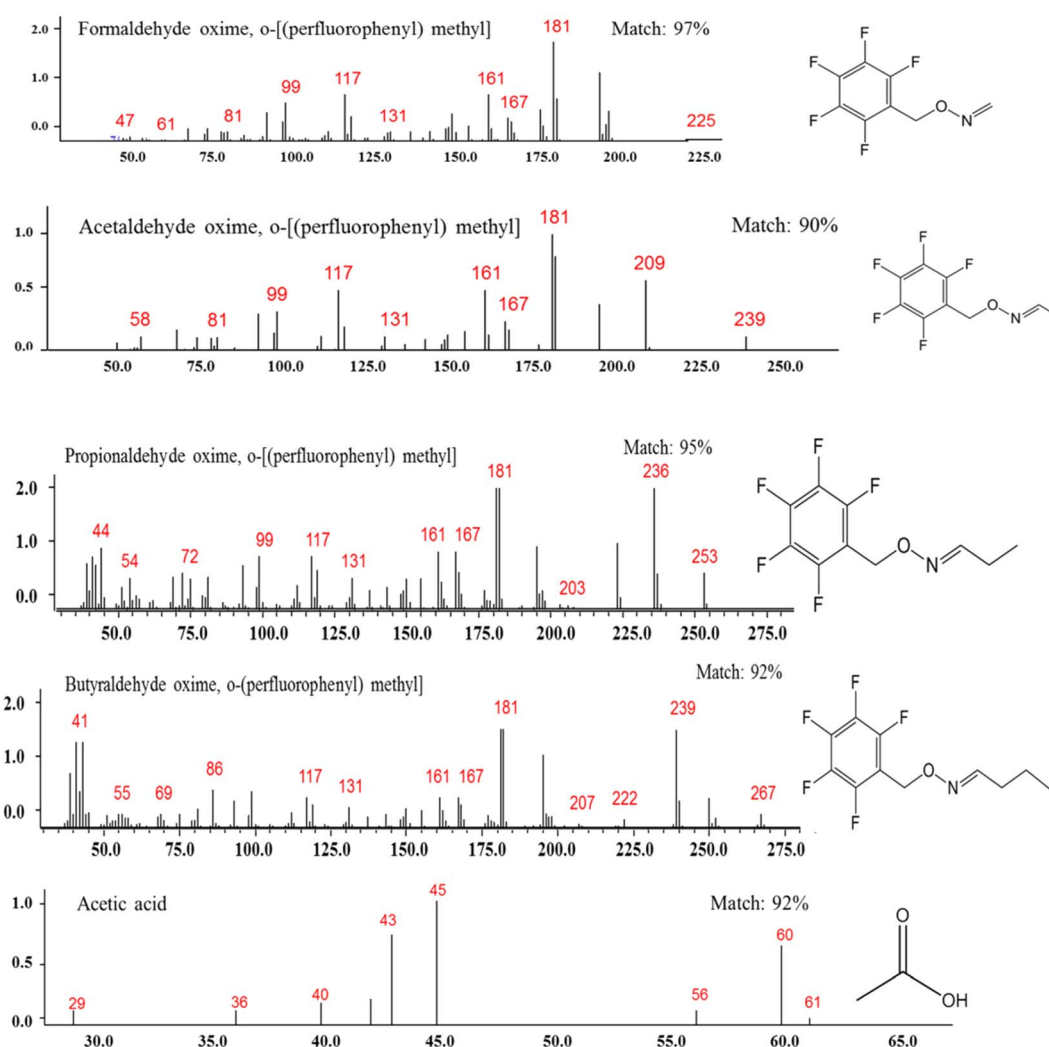 Formaldehyde oxime, o-[(perfluorophenyl) methyl] Match: 97%
2.0
1.0
0.0
47 61 81 99 117 131 161 167 181 225
50.0 75.0 100.0 125.0 150.0 175.0 200.0 225.0
F
F F
F
F
O
N
Acetaldehyde oxime, o-[(perfluorophenyl) methyl] Match: 90%
1.0
0.5
0.0
58 81 99 117 131 161 167 181 209 239
50.0 75.0 100.0 125.0 150.0 175.0 200.0 225.0 250.0
F
F F
F
F
O
N
Propionaldehyde oxime, o-[(perfluorophenyl) methyl] Match: 95%
2.0
1.0
0.0
44 54 72 99 117 131 161 167 181 203 236 253
50.0 75.0 100.0 125.0 150.0 175.0 200.0 225.0 250.0 275.0
F
F F
F
F
O
N
Butyraldehyde oxime, o-(perfluorophenyl) methyl] Match: 92%
2.0
1.0
0.0
41 55 69 86 117 131 161 167 181 207 222 239 267
50.0 75.0 100.0 125.0 150.0 175.0 200.0 225.0 250.0 275.0
F
F F
F
F
O
N
Acetic acid Match: 92%
1.0
0.5
0.0
29 36 40 43 45 56 60 61
30.0 35.0 40.0 45.0 50.0 55.0 60.0 65.0
O
OH